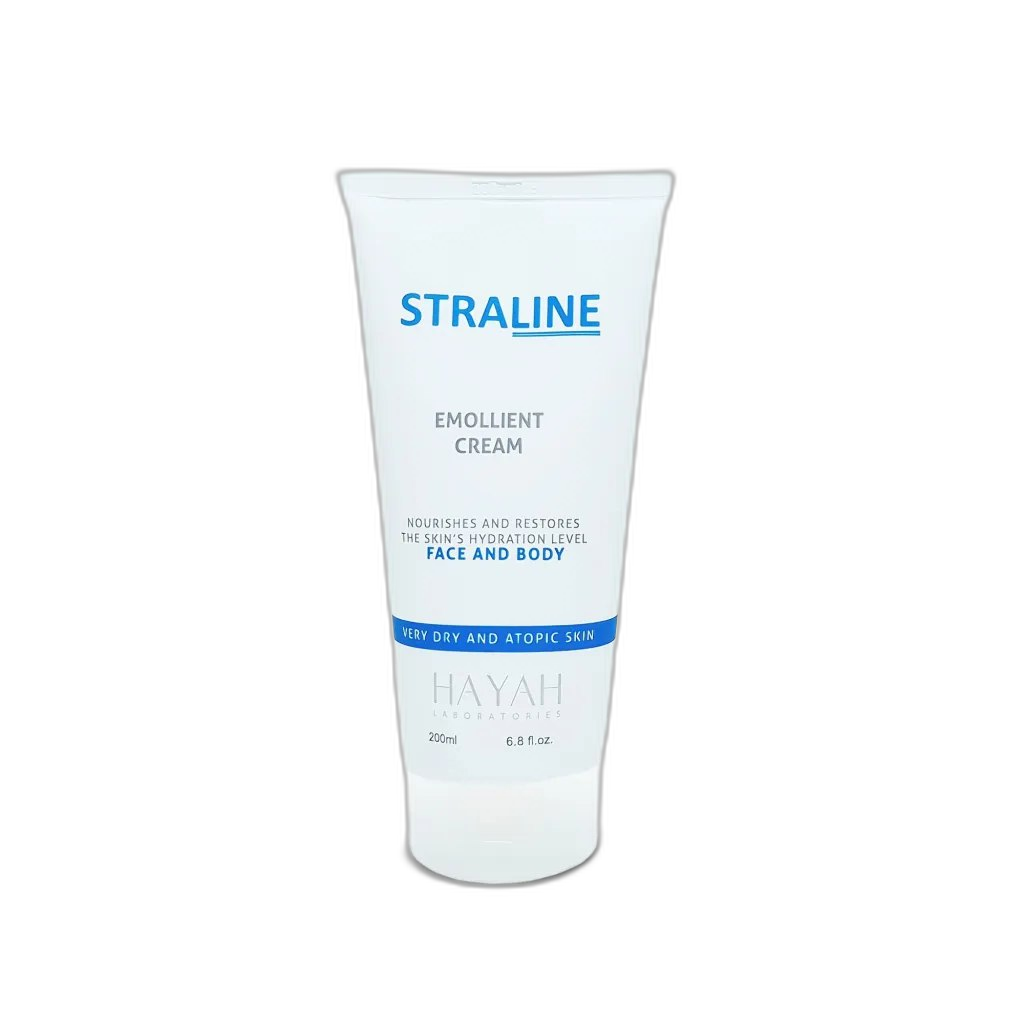 STRALINE
EMOLLIENT
CREAM
NOURISHES AND RESTORES
THE SKIN'S HYDRATION LEVEL
FACE AND BODY
VERY DRY AND ATOPIC SKIN
HAYAH
LABORATORIES
200ml 6.8 fl.oz.